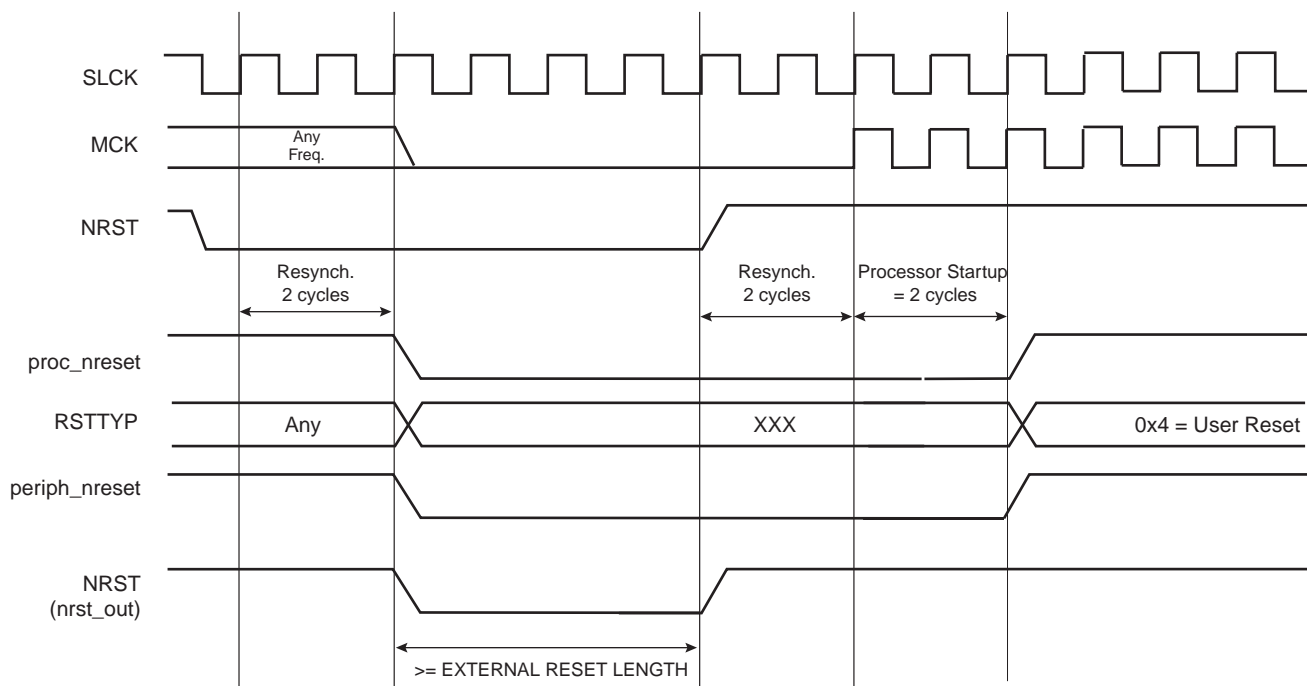 SLCK
MCK
Any
Freq.
NRST
Resynch.
2 cycles
Resynch.
2 cycles
Processor Startup
= 2 cycles
proc_nreset
RSTTYP
Any
XXX
0x4 = User Reset
periph_nreset
NRST
(nrst_out)
>= EXTERNAL RESET LENGTH